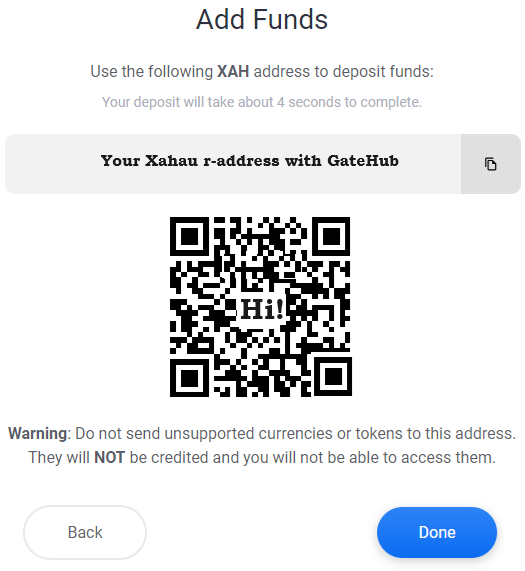 Add Funds
Use the following XAH address to deposit funds:
Your deposit will take about 4 seconds to complete.
Your Xahau r-address with GateHub
Hi!
Warning: Do not send unsupported currencies or tokens to this address.
They will NOT be credited and you will not be able to access them.
Back
Done